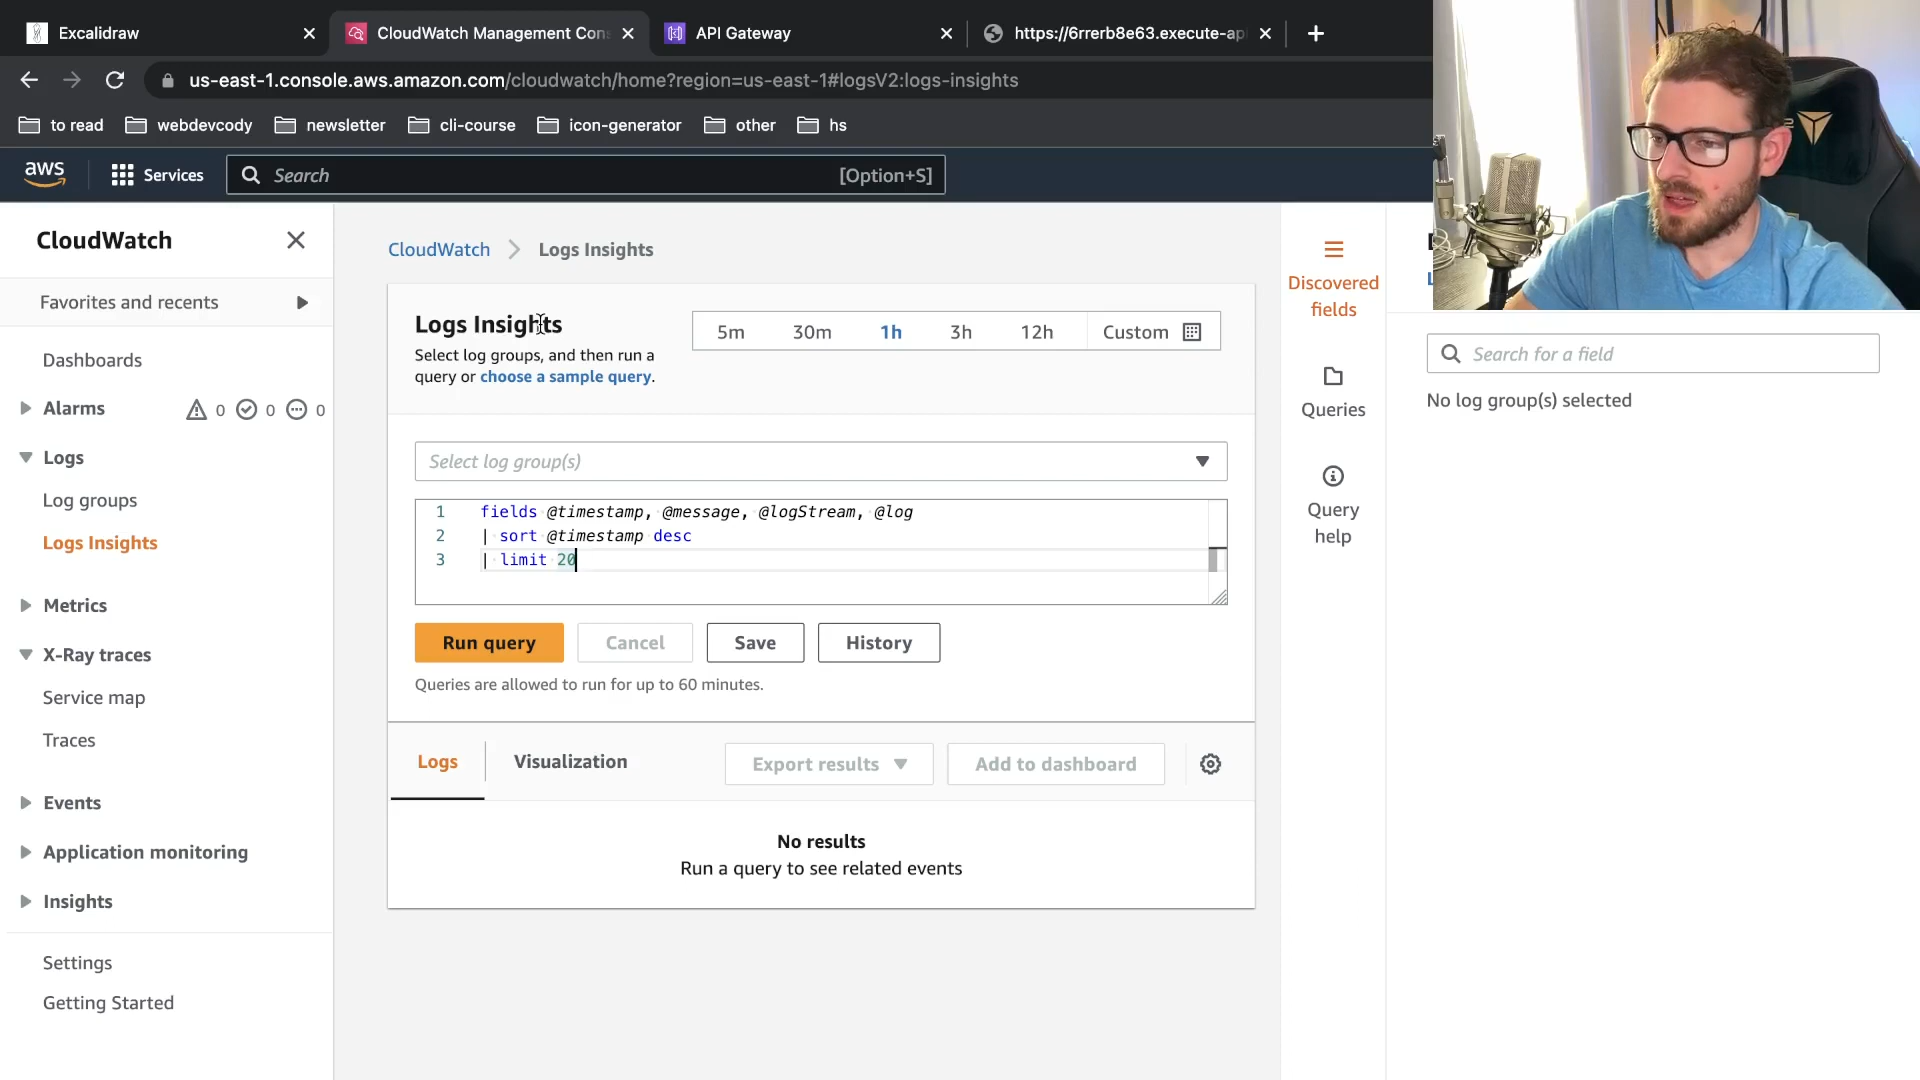 Excalidraw
CloudWatch Management Con
API Gateway
https://6rrerb8e63.execute-ap
us-east-1.console.aws.amazon.com/cloudwatch/home?region=us-east-1#logsV2:logs-insights
to read
webdevcody
newsletter
cli-course
icon-generator
other
hs
aws
Services
Search
[Option+S]
CloudWatch
Favorites and recents
Dashboards
Alarms 0 0 0
Logs
Log groups
Logs Insights
Metrics
X-Ray traces
Service map
Traces
Events
Application monitoring
Insights
Settings
Getting Started
CloudWatch
Logs Insights
Logs Insights
Select log groups, and then run a
query or choose a sample query.
5m
30m
1h
3h
12h
Custom
Select log group(s)
1 fields @timestamp, @message, @logStream, @log
2 | sort @timestamp desc
3 | limit 20
Run query
Cancel
Save
History
Queries are allowed to run for up to 60 minutes.
Logs
Visualization
Export results
Add to dashboard
No results
Run a query to see related events
Discovered
fields
Queries
Query
help
Search for a field
No log group(s) selected